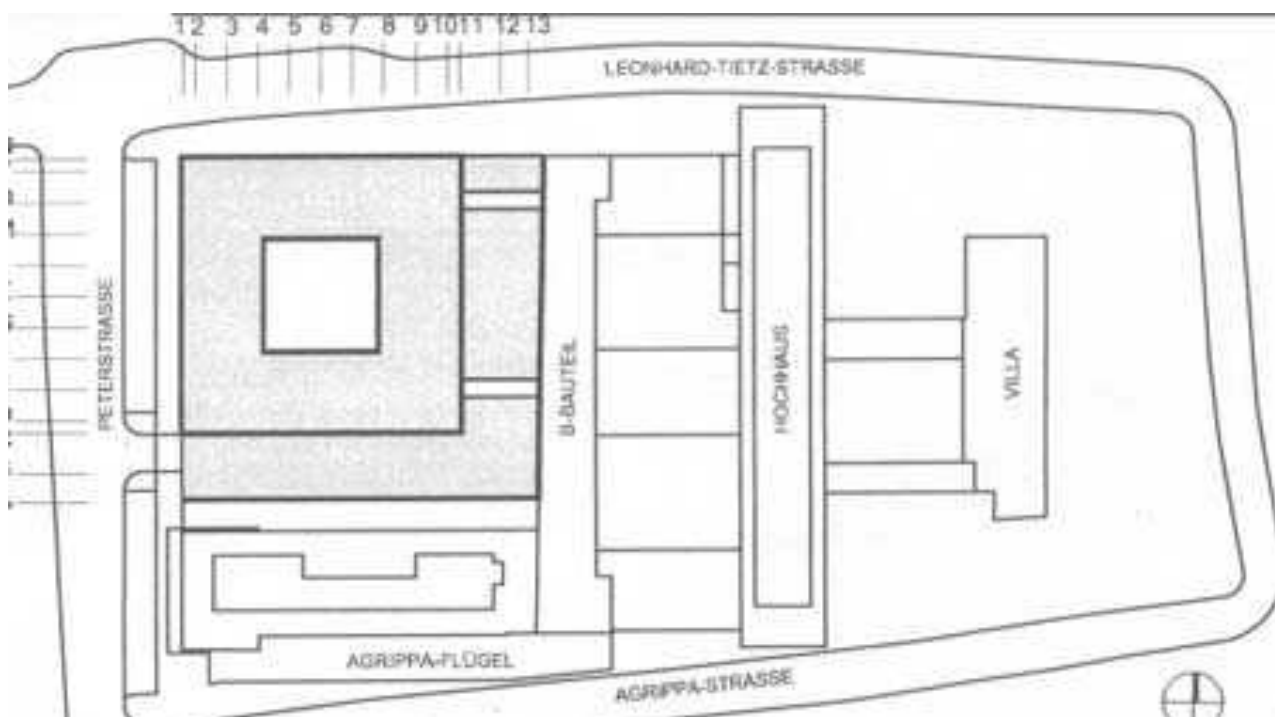 1 2 3 4 5 6 7 8 9 10 11 12 13
LEONHARD-TIETZ-STRASSE
PETERSTRASSE
B-BAUTEIL
HOCHHAUS
VILLA
AGRIPPA-FLÜGEL
AGRIPPA-STRASSE